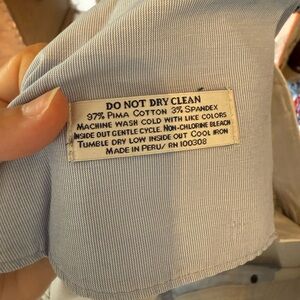 DO NOT DRY CLEAN
97% PIMA COTTON 3% SPANDEX
MACHINE WASH COLD WITH LIKE COLORS
INSIDE OUT GENTLE CYCLE. NON-CHLORINE BLEACH
TUMBLE DRY LOW INSIDE OUT COOL IRON
MADE IN PERU/ RN 100308